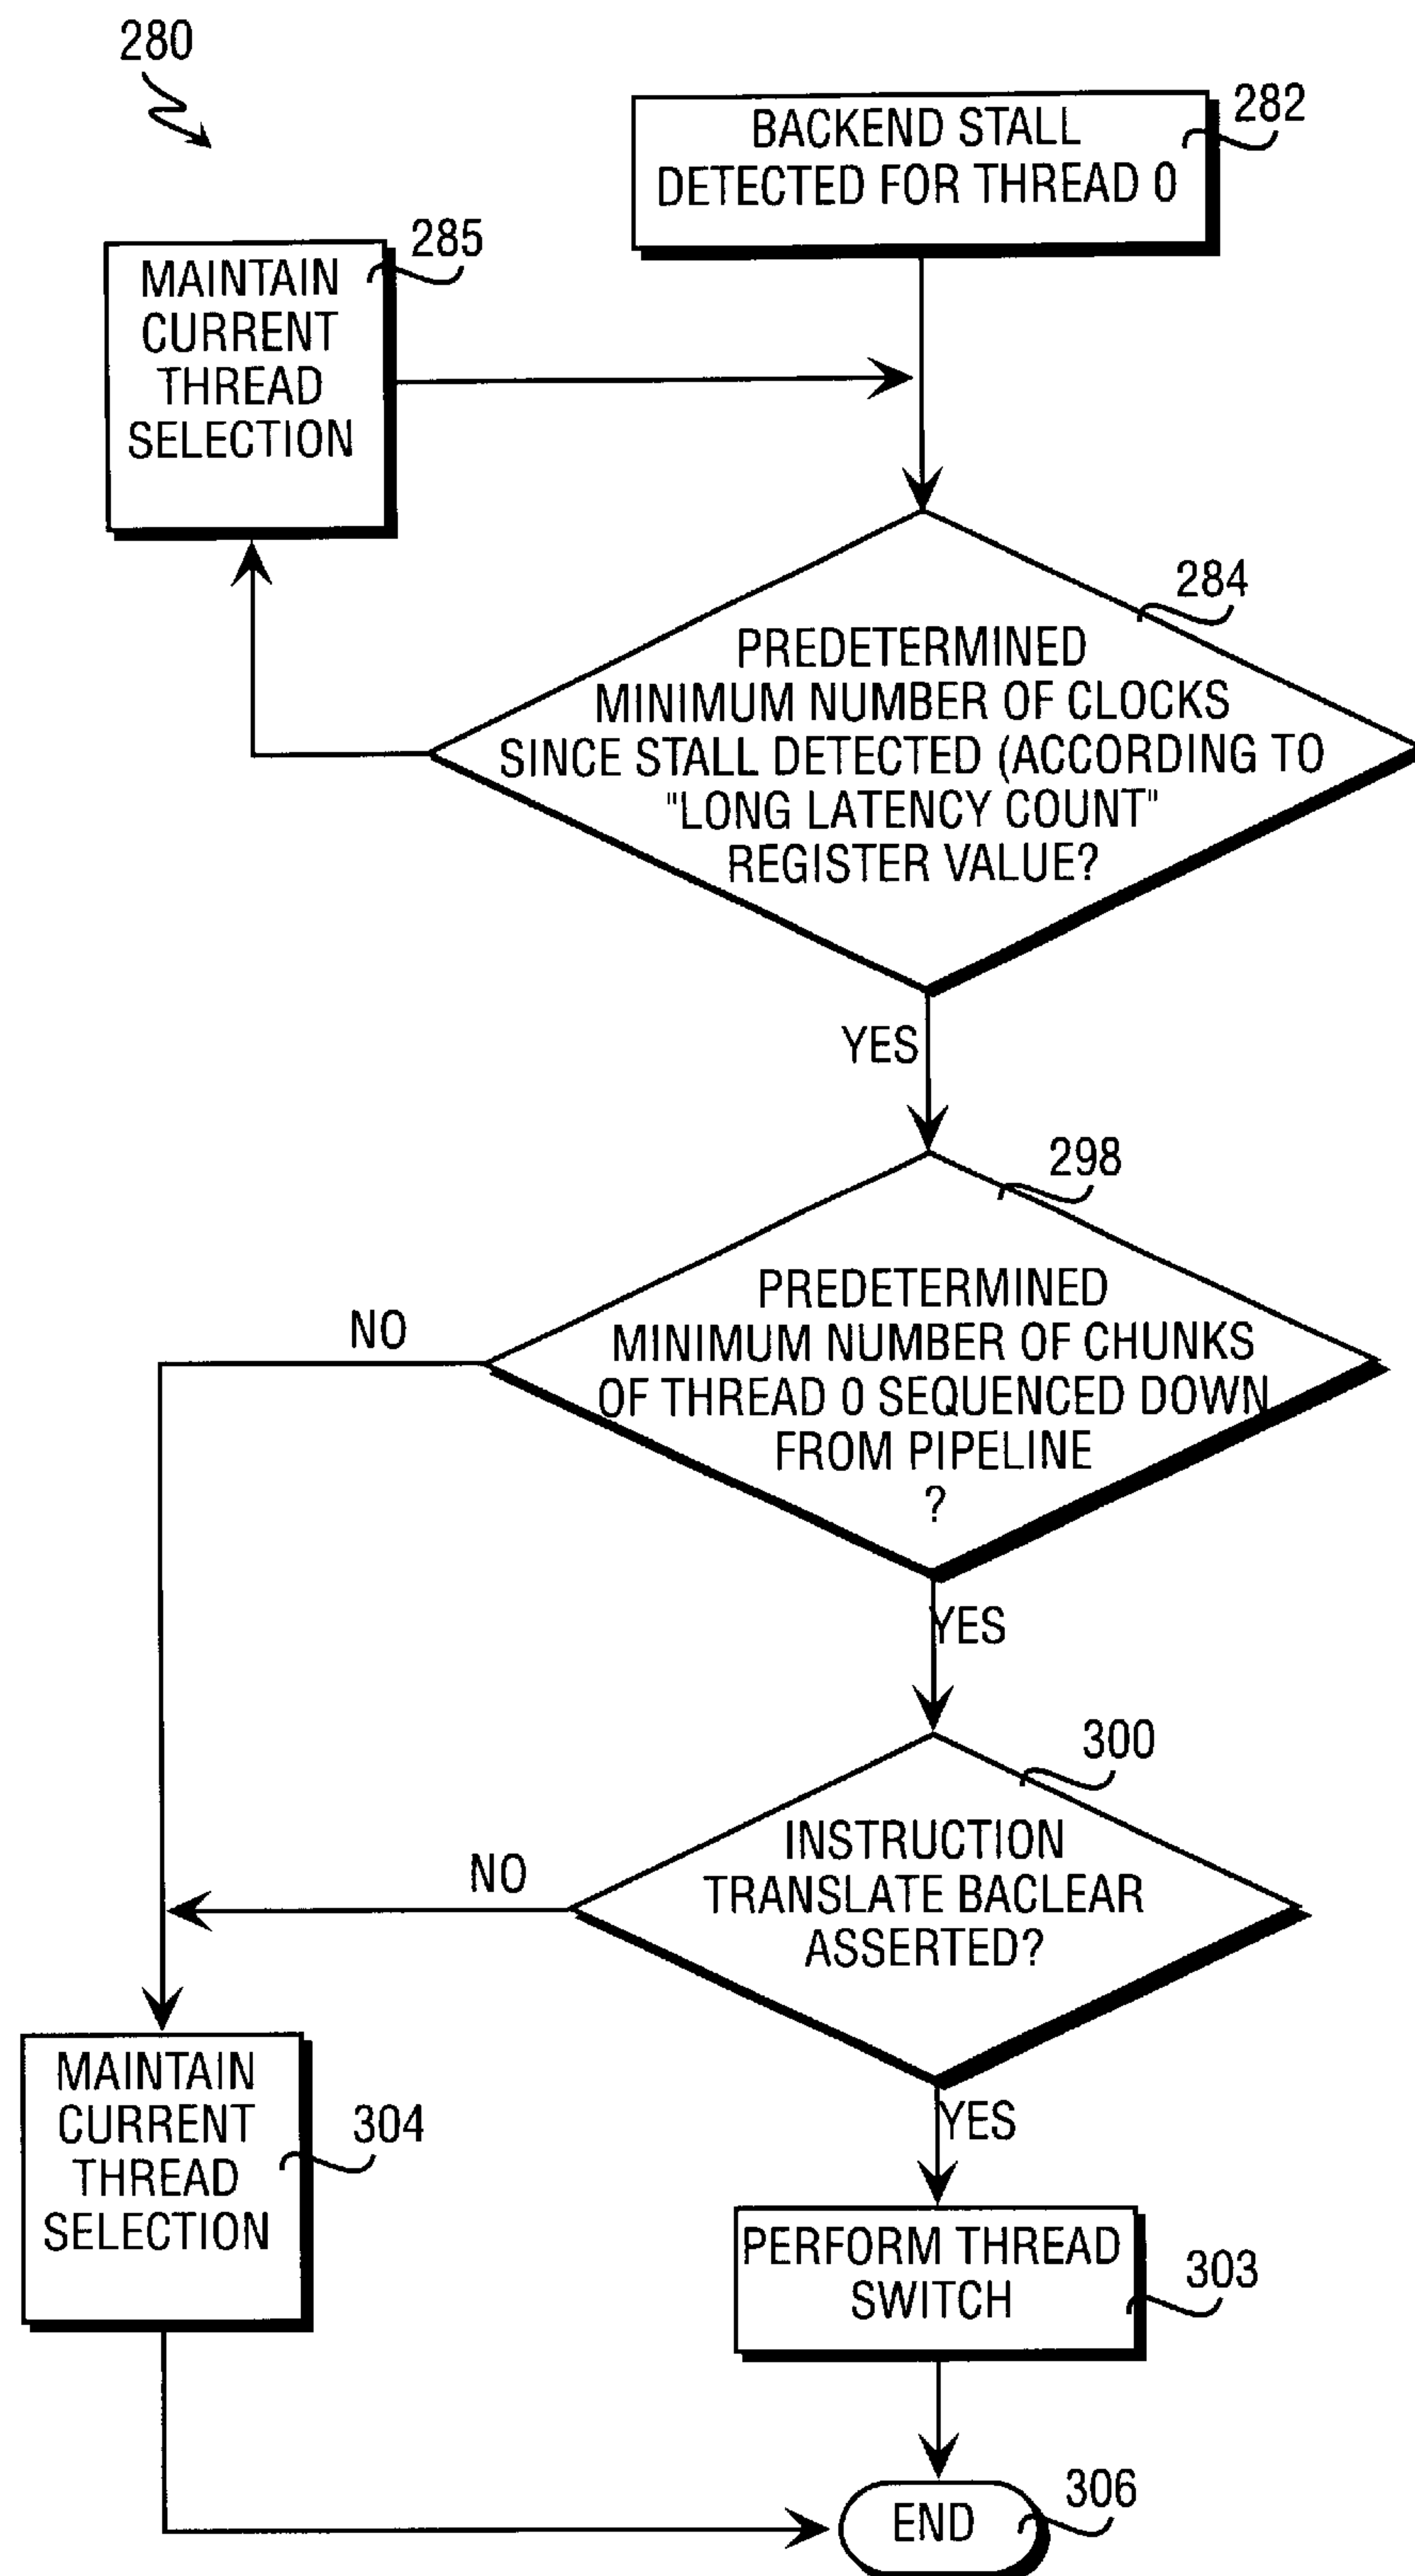 280
BACKEND STALL
DETECTED FOR THREAD 0
282
MAINTAIN
CURRENT
THREAD
SELECTION
285
284
PREDETERMINED
MINIMUM NUMBER OF CLOCKS
SINCE STALL DETECTED (ACCORDING TO
"LONG LATENCY COUNT"
REGISTER VALUE?
YES
298
PREDETERMINED
MINIMUM NUMBER OF CHUNKS
OF THREAD 0 SEQUENCED DOWN
FROM PIPELINE
?
NO
YES
300
INSTRUCTION
TRANSLATE BACLEAR
ASSERTED?
NO
YES
MAINTAIN
CURRENT
THREAD
SELECTION
304
PERFORM THREAD
SWITCH
303
END
306